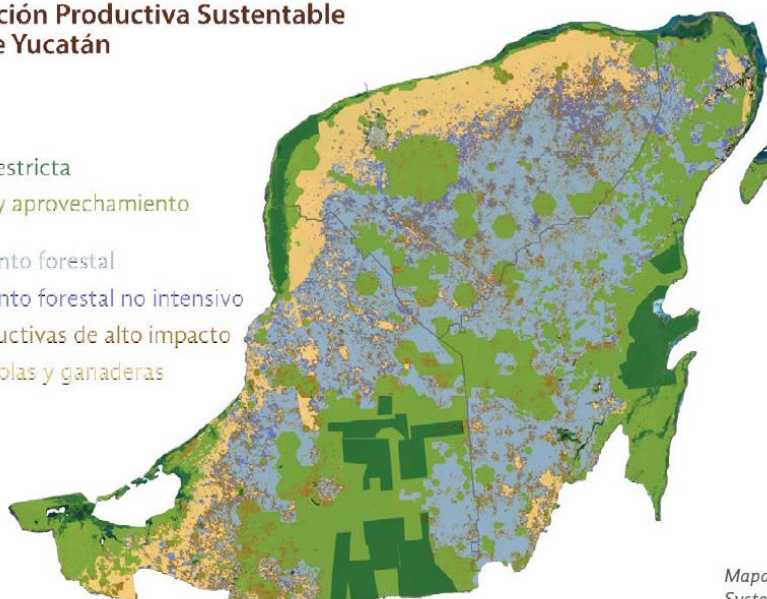 ción Productiva Sustentable
e Yucatán
estricta
y aprovechamiento
nto forestal
nto forestal no intensivo
uctivas de alto impacto
olas y ganaderas
Mapa
Suste